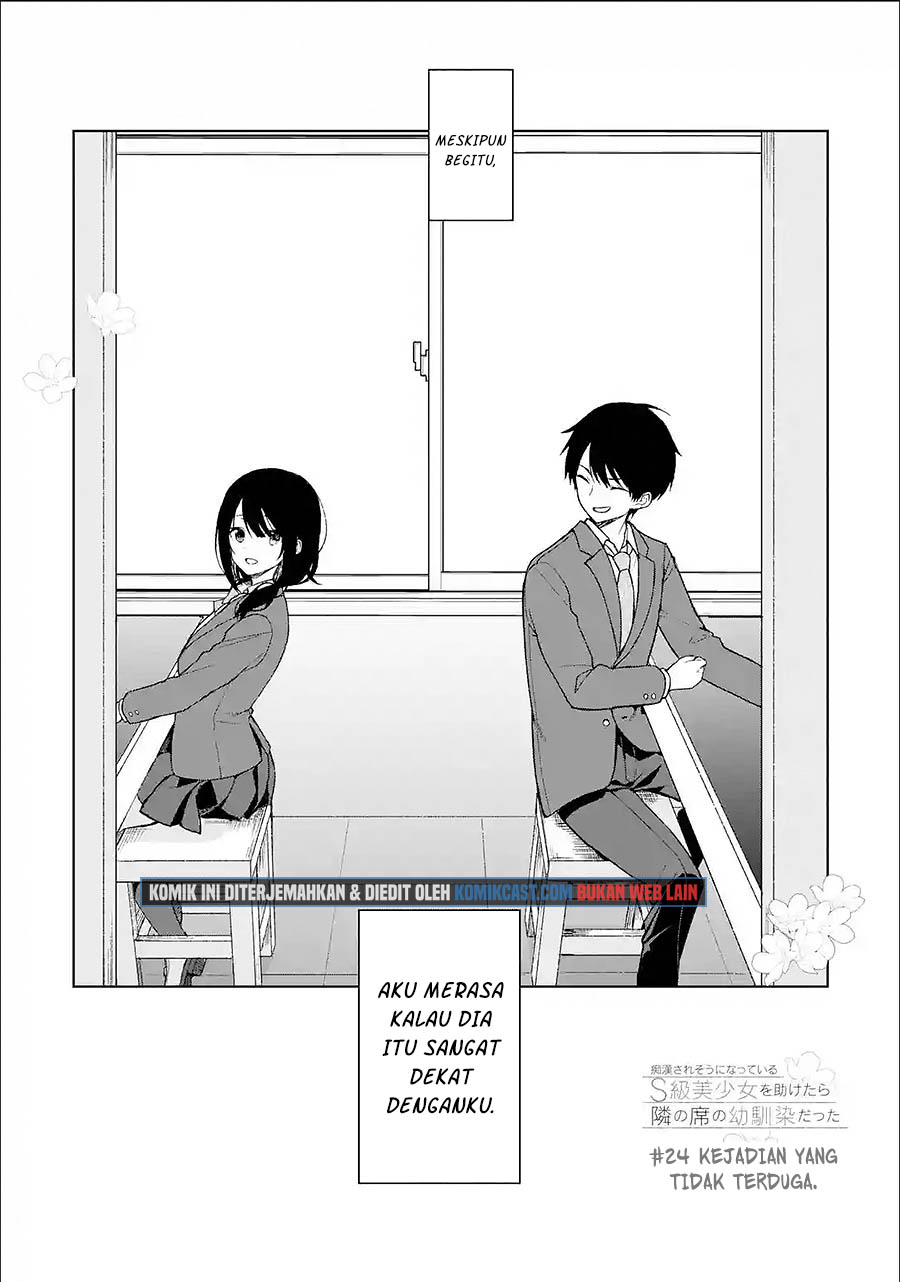 MESKIPUN
BEGITU,
KOMIK INI DITERJEMAHKAN & DIEDIT OLEH KOMIKCAST.COM BUKAN WEB LAIN
AKU MERASA
KALAU DIA
ITU SANGAT
DEKAT
DENGANKU.
痴漢されそうになっている
S級美少女を助けたら
隣の席の幼馴染だった
#24 KEJADIAN YANG
TIDAK TERDUGA.